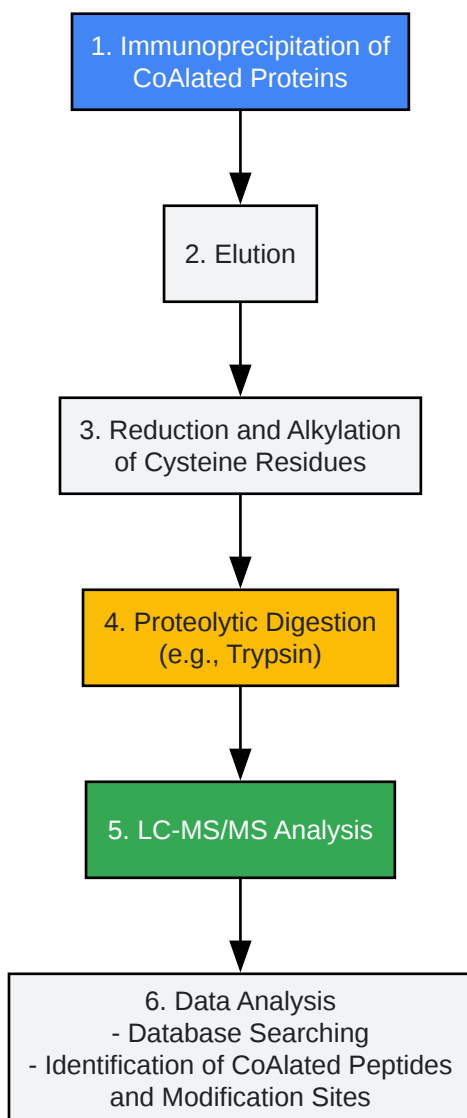 1. Immunoprecipitation of
CoAlated Proteins
2. Elution
3. Reduction and Alkylation
of Cysteine Residues
4. Proteolytic Digestion
(e.g., Trypsin)
5. LC-MS/MS Analysis
6. Data Analysis
- Database Searching
- Identification of CoAlated Peptides
and Modification Sites